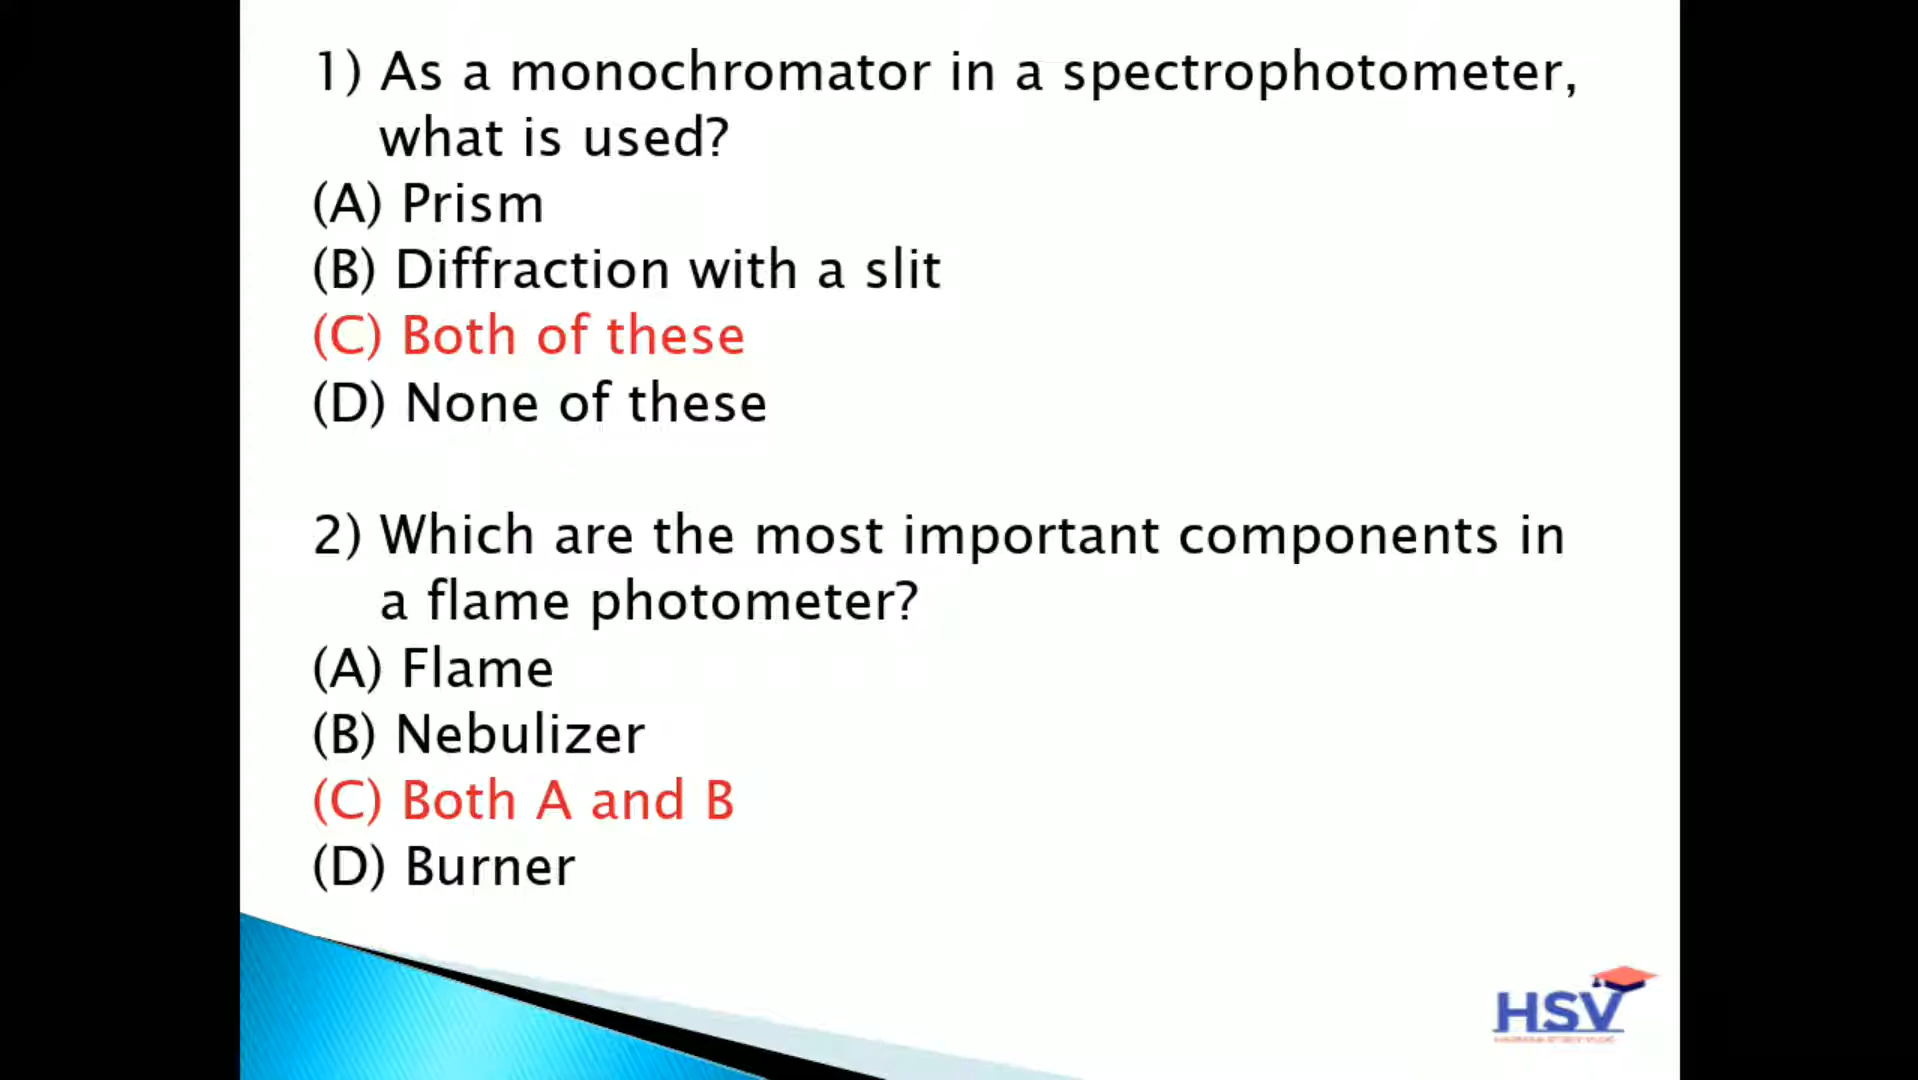 1) As a monochromator in a spectrophotometer,
what is used?
(A) Prism
(B) Diffraction with a slit
(C) Both of these
(D) None of these
2) Which are the most important components in
a flame photometer?
(A) Flame
(B) Nebulizer
(C) Both A and B
(D) Burner
HSV